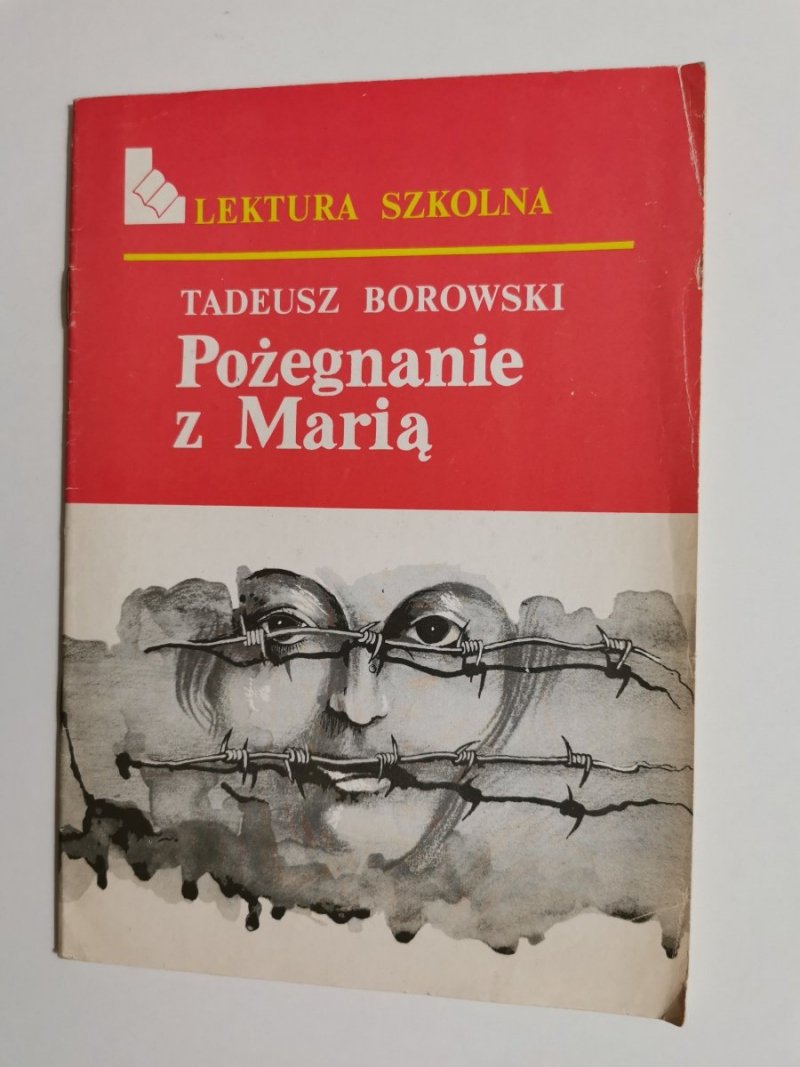 LEKTURA SZKOLNA
TADEUSZ BOROWSKI
Pożegnanie
z Marią